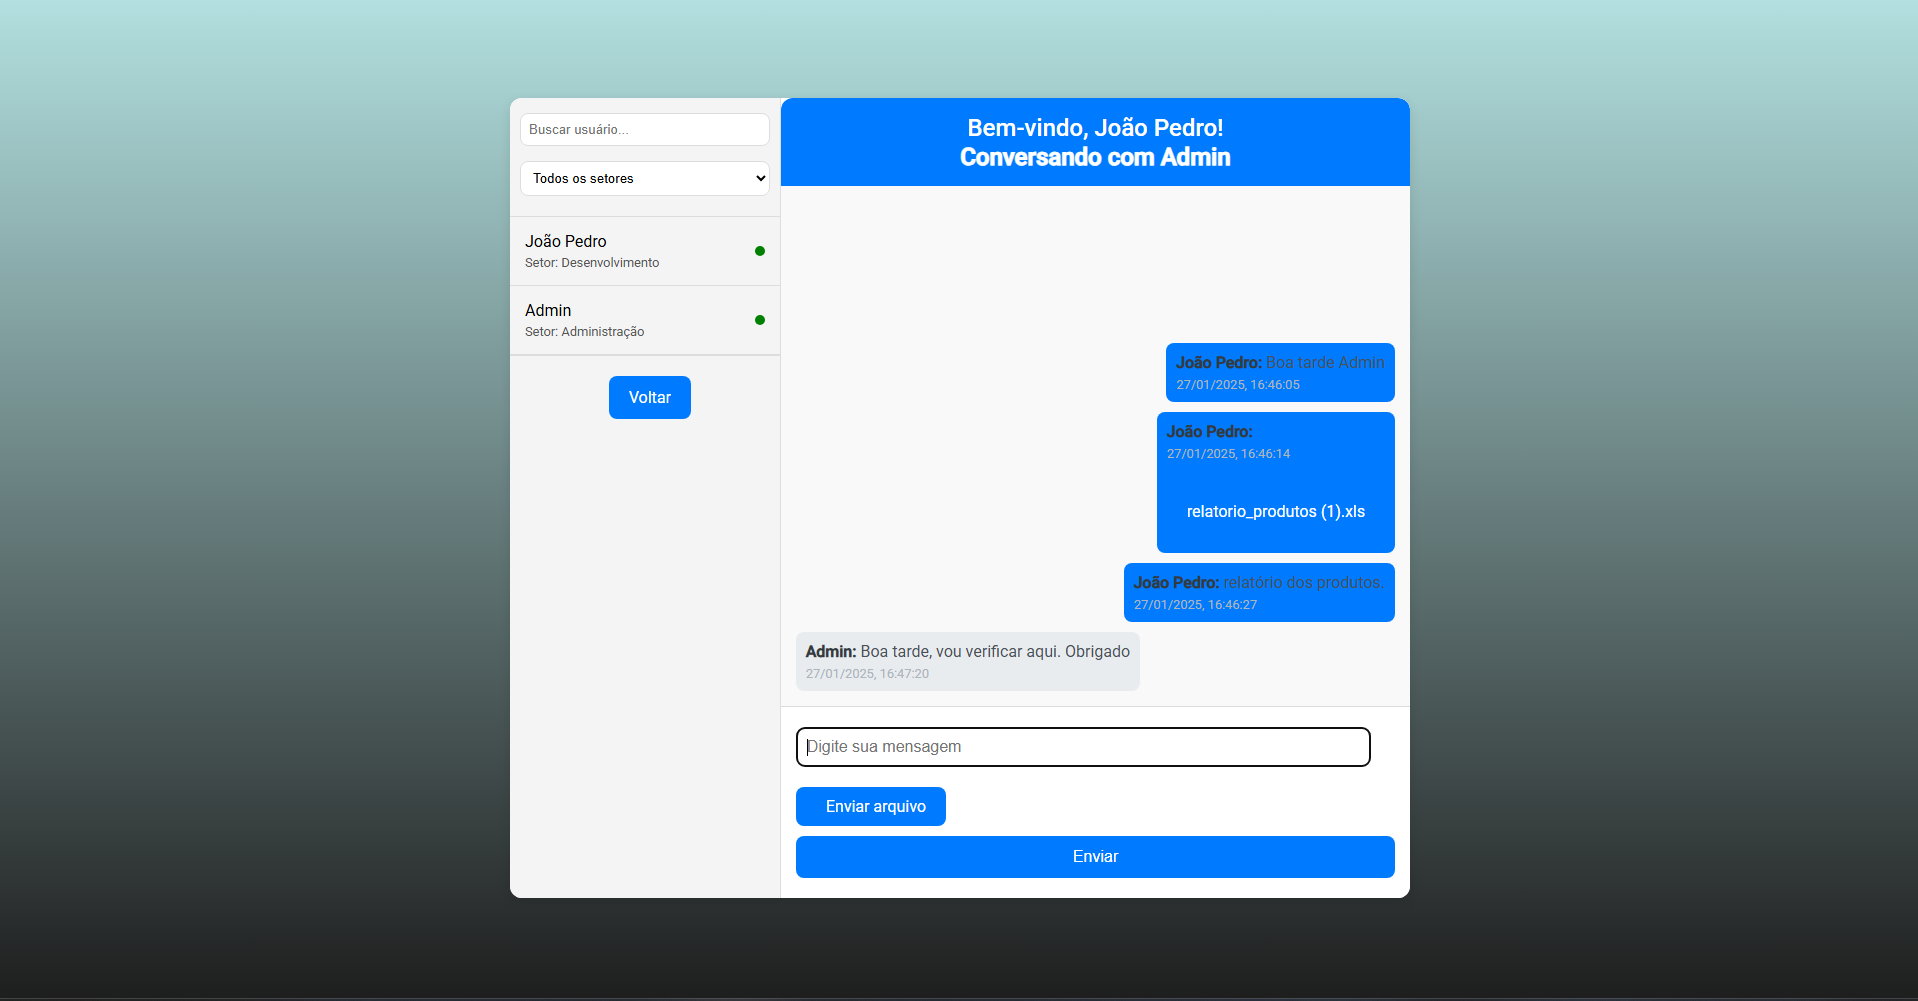 Buscar usuário...
Todos os setores
João Pedro
Setor: Desenvolvimento
Admin
Setor: Administração
Voltar
Bem-vindo, João Pedro!
Conversando com Admin
João Pedro: Boa tarde Admin
27/01/2025, 16:46:05
João Pedro:
27/01/2025, 16:46:14
relatorio_produtos (1).xls
João Pedro: relatório dos produtos.
27/01/2025, 16:46:27
Admin: Boa tarde, vou verificar aqui. Obrigado
27/01/2025, 16:47:20
Digite sua mensagem
Enviar arquivo
Enviar